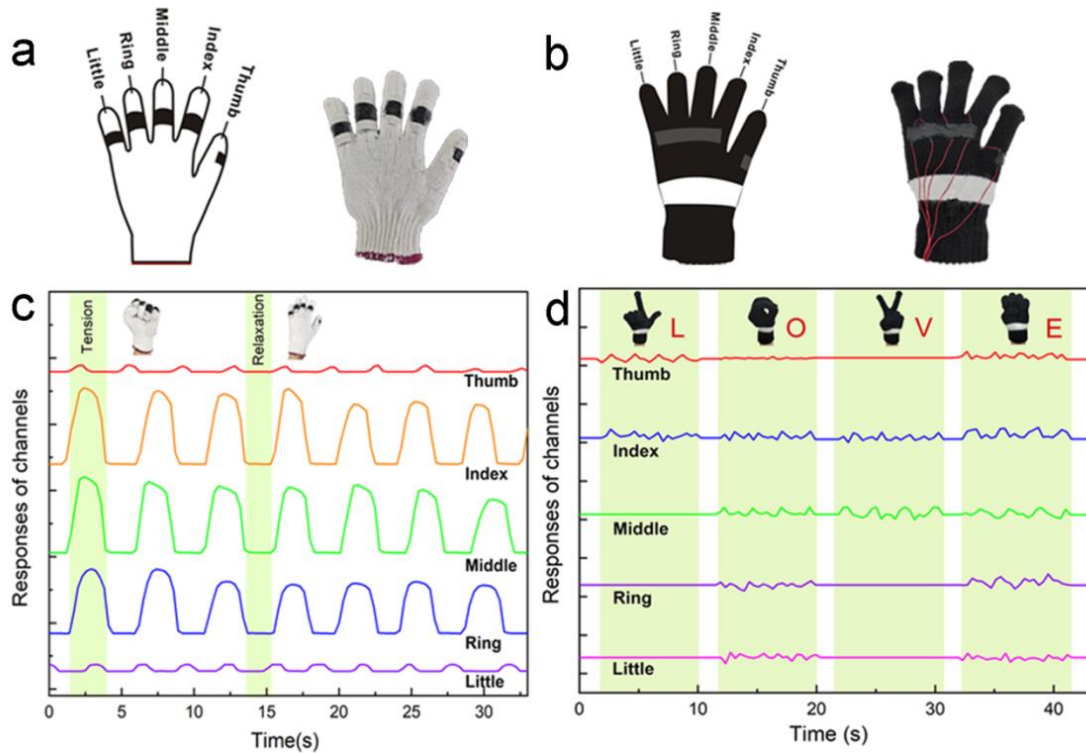 a
Little
Ring
Middle
Index
Thumb
b
Little
Ring
Middle
Index
Thumb
c
Tension
Relaxation
Thumb
Index
Middle
Ring
Little
Responses of channels
0 5 10 15 20 25 30
Time(s)
d
L O V E
Thumb
Index
Middle
Ring
Little
Responses of channels
0 10 20 30 40
Time (s)